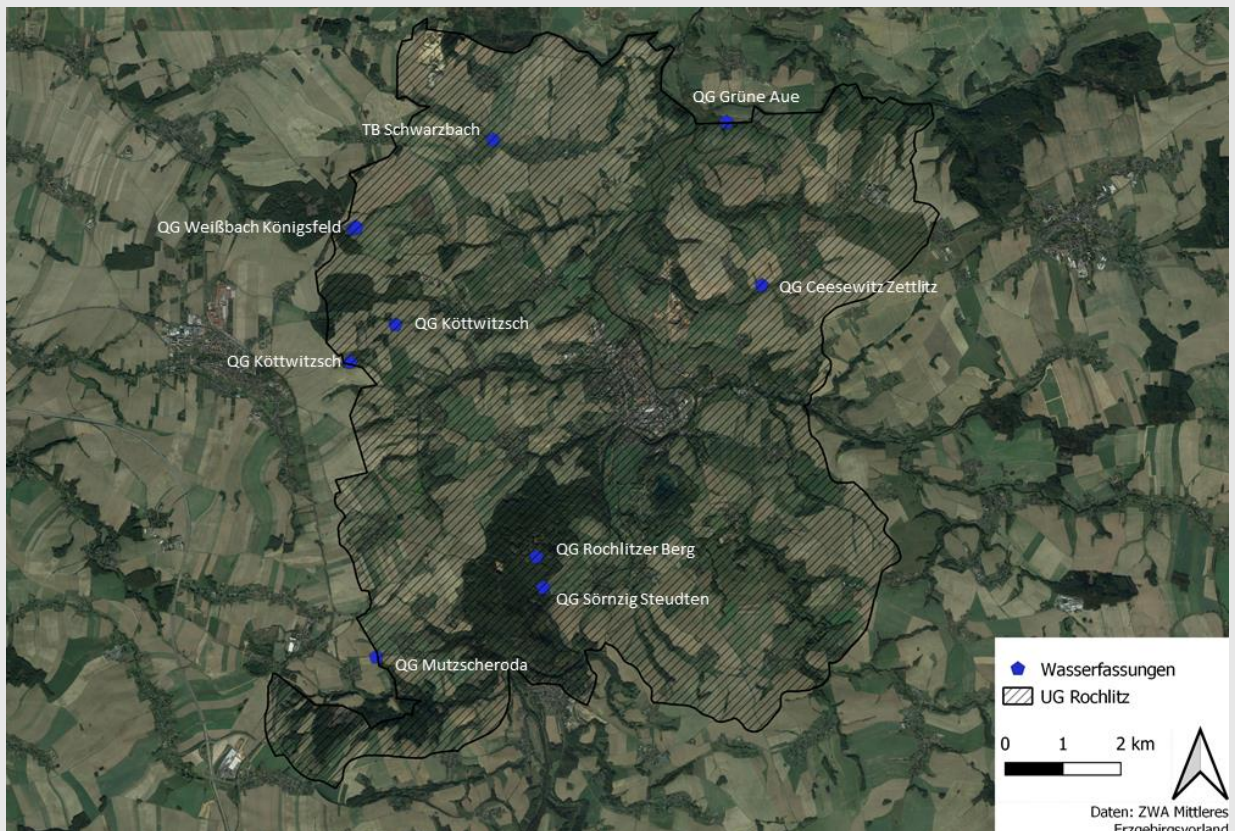 QG Grüne Aue
TB Schwarzbach
QG Weißbach Königsfeld
QG Ceesewitz Zettlitz
QG Köttwitzsch
QG Köttwitzsch
QG Rochlitzer Berg
QG Sörnzig Steudten
QG Mutzscheroda
Wasserfassungen
UG Rochlitz
0 1 2 km
Daten: ZWA Mittleres
Erzgebirgsvorland